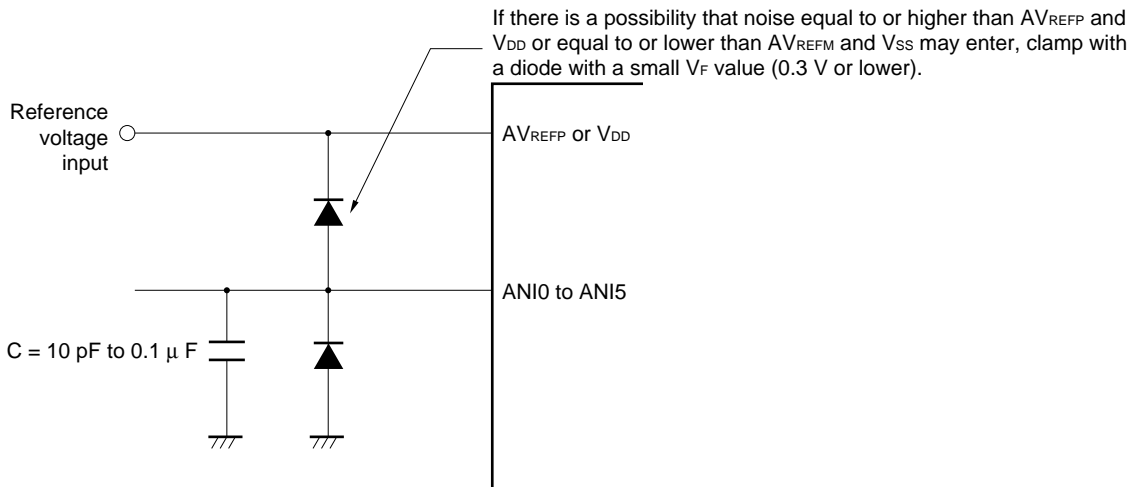 If there is a possibility that noise equal to or higher than AVREFP and
VDD or equal to or lower than AVREFM and VSS may enter, clamp with
a diode with a small VF value (0.3 V or lower).
Reference
voltage
input
AVREFP or VDD
ANI0 to ANI5
C = 10 pF to 0.1 μ F